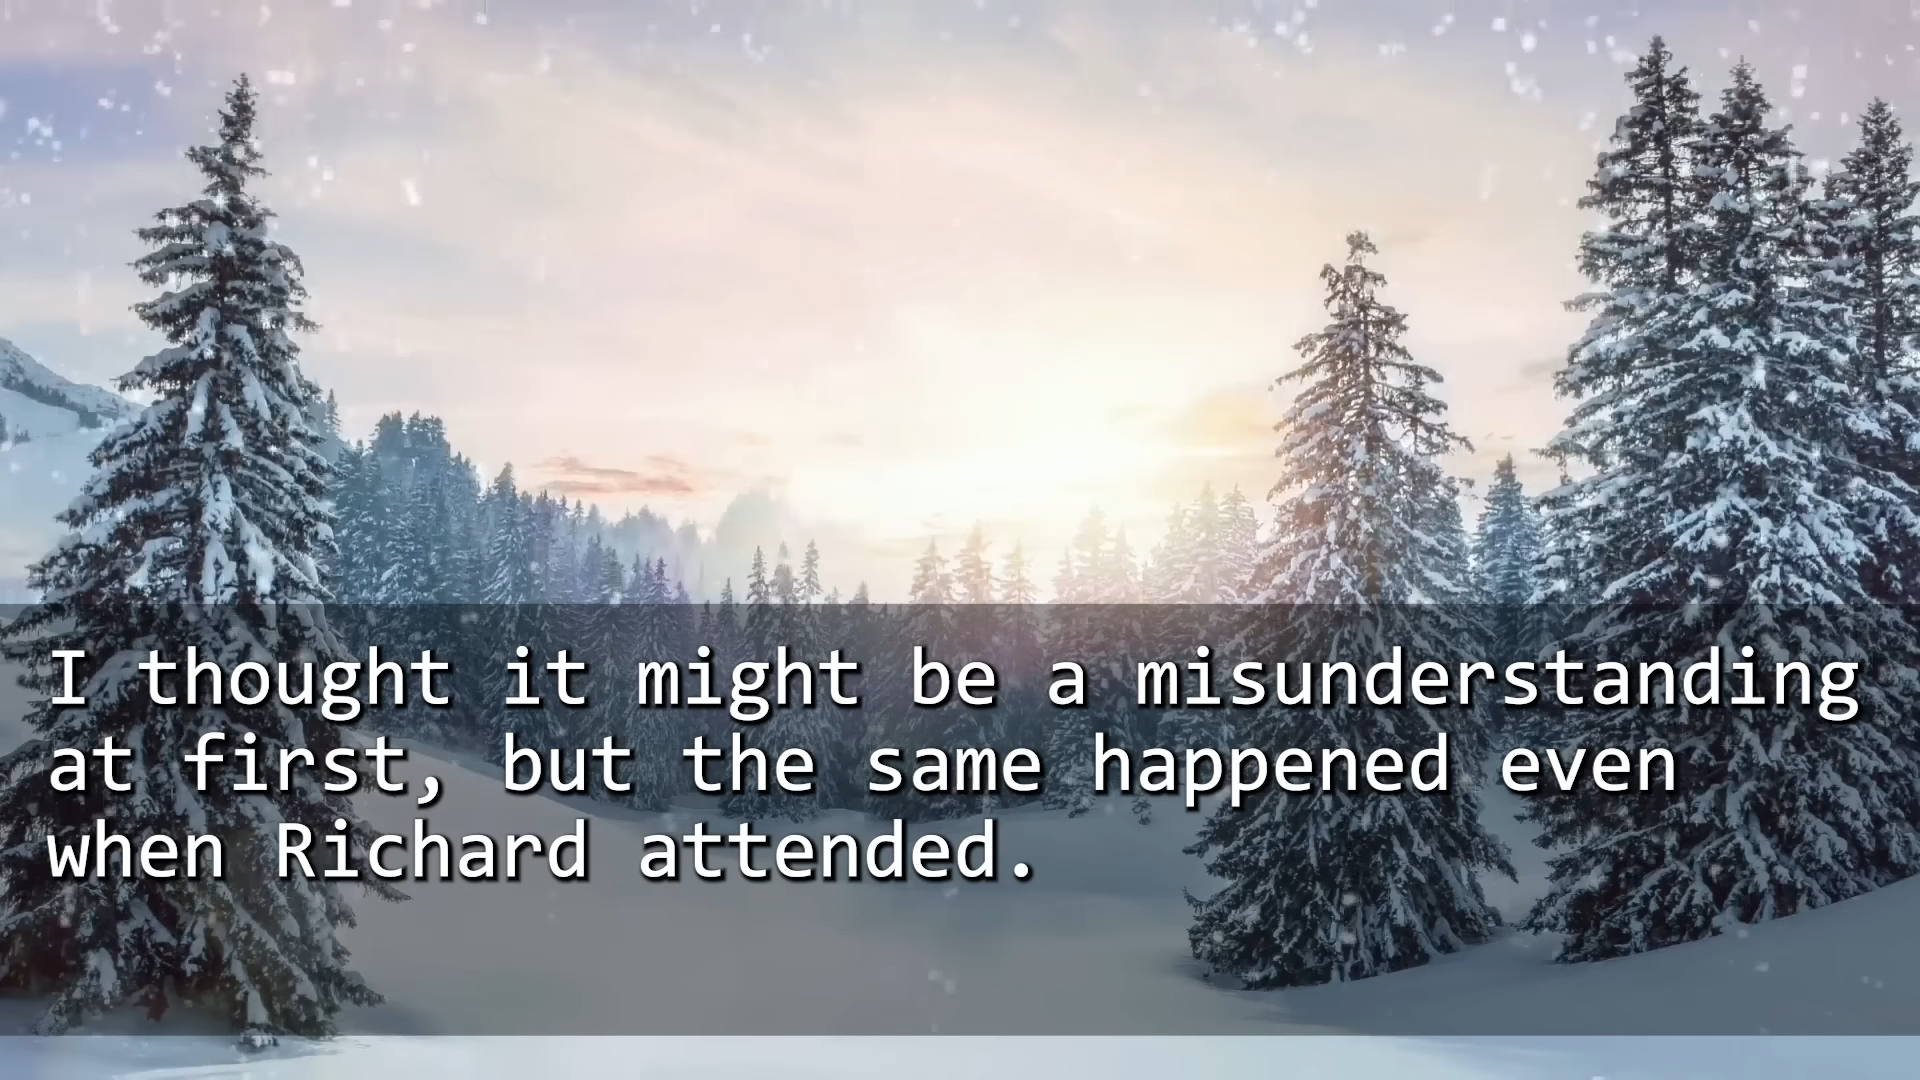 I thought it might be a misunderstanding
at first, but the same happened even
when Richard attended.